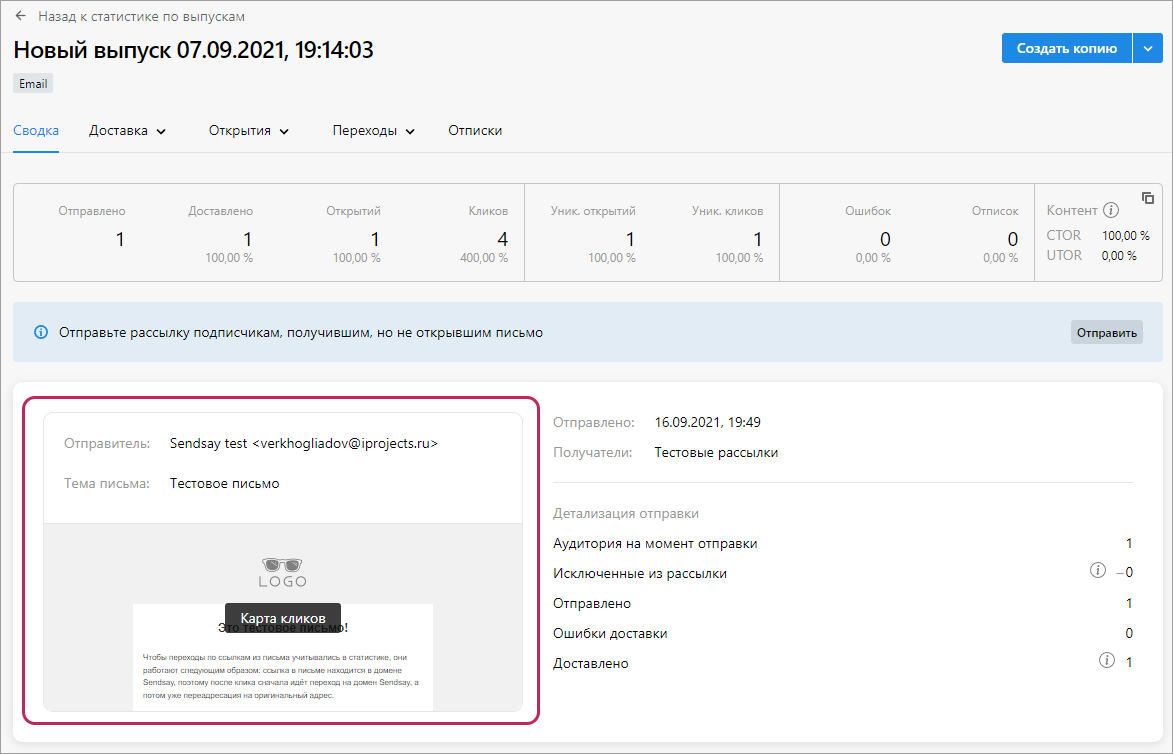 Назад к статистике по выпускам
Новый выпуск 07.09.2021, 19:14:03
Создать копию
Email
Сводка Доставка Открытия Переходы Отписки
Отправлено Доставлено Открытий Кликов Уник. открытий Уник. кликов Ошибок Отписок Контент
1 1 1 4 1 1 0 0 CTOR 100,00 %
100,00 % 100,00 % 400,00 % 100,00 % 100,00 % 0,00 % 0,00 % UTOR 0,00 %
Отправьте рассылку подписчикам, получившим, но не открывшим письмо Отправить
Отправитель: Sendsay test <verkhogliadov@iprojects.ru>
Тема письма: Тестовое письмо
LOGO
Карта кликов
Это тестовое письмо!
Чтобы переходы по ссылкам из письма учитывались в статистике, они
работают следующим образом: ссылка в письме находится в домене
Sendsay, поэтому после клика сначала идёт переход на домен Sendsay, а
потом уже переадресация на оригинальный адрес.
Отправлено: 16.09.2021, 19:49
Получатели: Тестовые рассылки
Детализация отправки
Аудитория на момент отправки 1
Исключенные из рассылки –0
Отправлено 1
Ошибки доставки 0
Доставлено 1